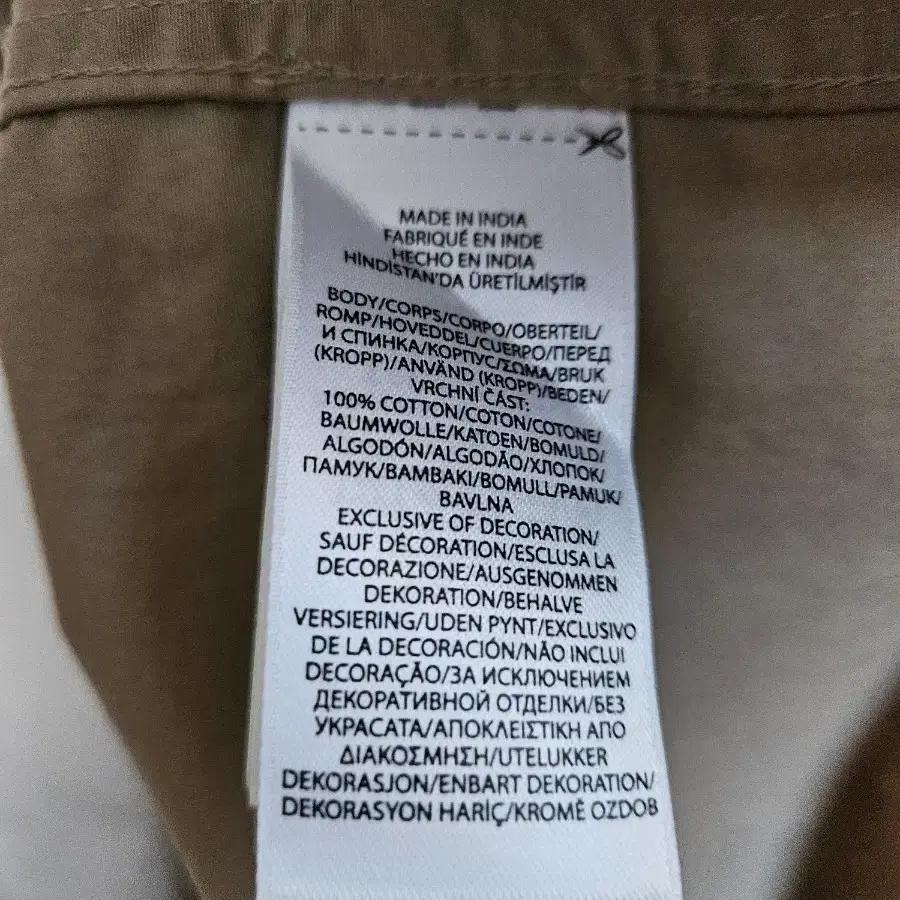 MADE IN INDIA
FABRIQUÉ EN INDE
HECHO EN INDIA
HİNDİSTAN'DA ÜRETİLMİŞTİR
BODY/CORPS/CORPO/OBERTEIL/
ROMP/HOVEDDEL/CUERPO/ПЕРЕД
И СПИНКА/КОРПУС/ΣΩΜΑ/BRUK
(KROPP)/ANVÄND (KROPP)/BEDEN/
VRCHNÍ ČÁST:
100% COTTON/COTON/COTONE/
BAUMWOLLE/KATOEN/BOMULD/
ALGODÓN/ALGODÃO/ХЛОПОК/
ПАМУК/BAMBAKI/BOMULL/PAMUK/
BAVLNA
EXCLUSIVE OF DECORATION/
SAUF DÉCORATION/ESCLUSA LA
DECORAZIONE/AUSGENOMMEN
DEKORATION/BEHALVE
VERSIERING/UDEN PYNT/EXCLUSIVO
DE LA DECORACIÓN/NÃO INCLUI
DECORAÇÃO/ЗА ИСКЛЮЧЕНИЕМ
ДЕКОРАТИВНОЙ ОТДЕЛКИ/БЕЗ
УКРАСАТА/ΑΠΟΚΛΕΙΣΤΙΚΗ ΑΠΟ
ΔΙΑΚΟΣΜΗΣΗ/UTELUKKER
DEKORASJON/ENBART DEKORATION/
DEKORASYON HARİÇ/KROMĚ OZDOB